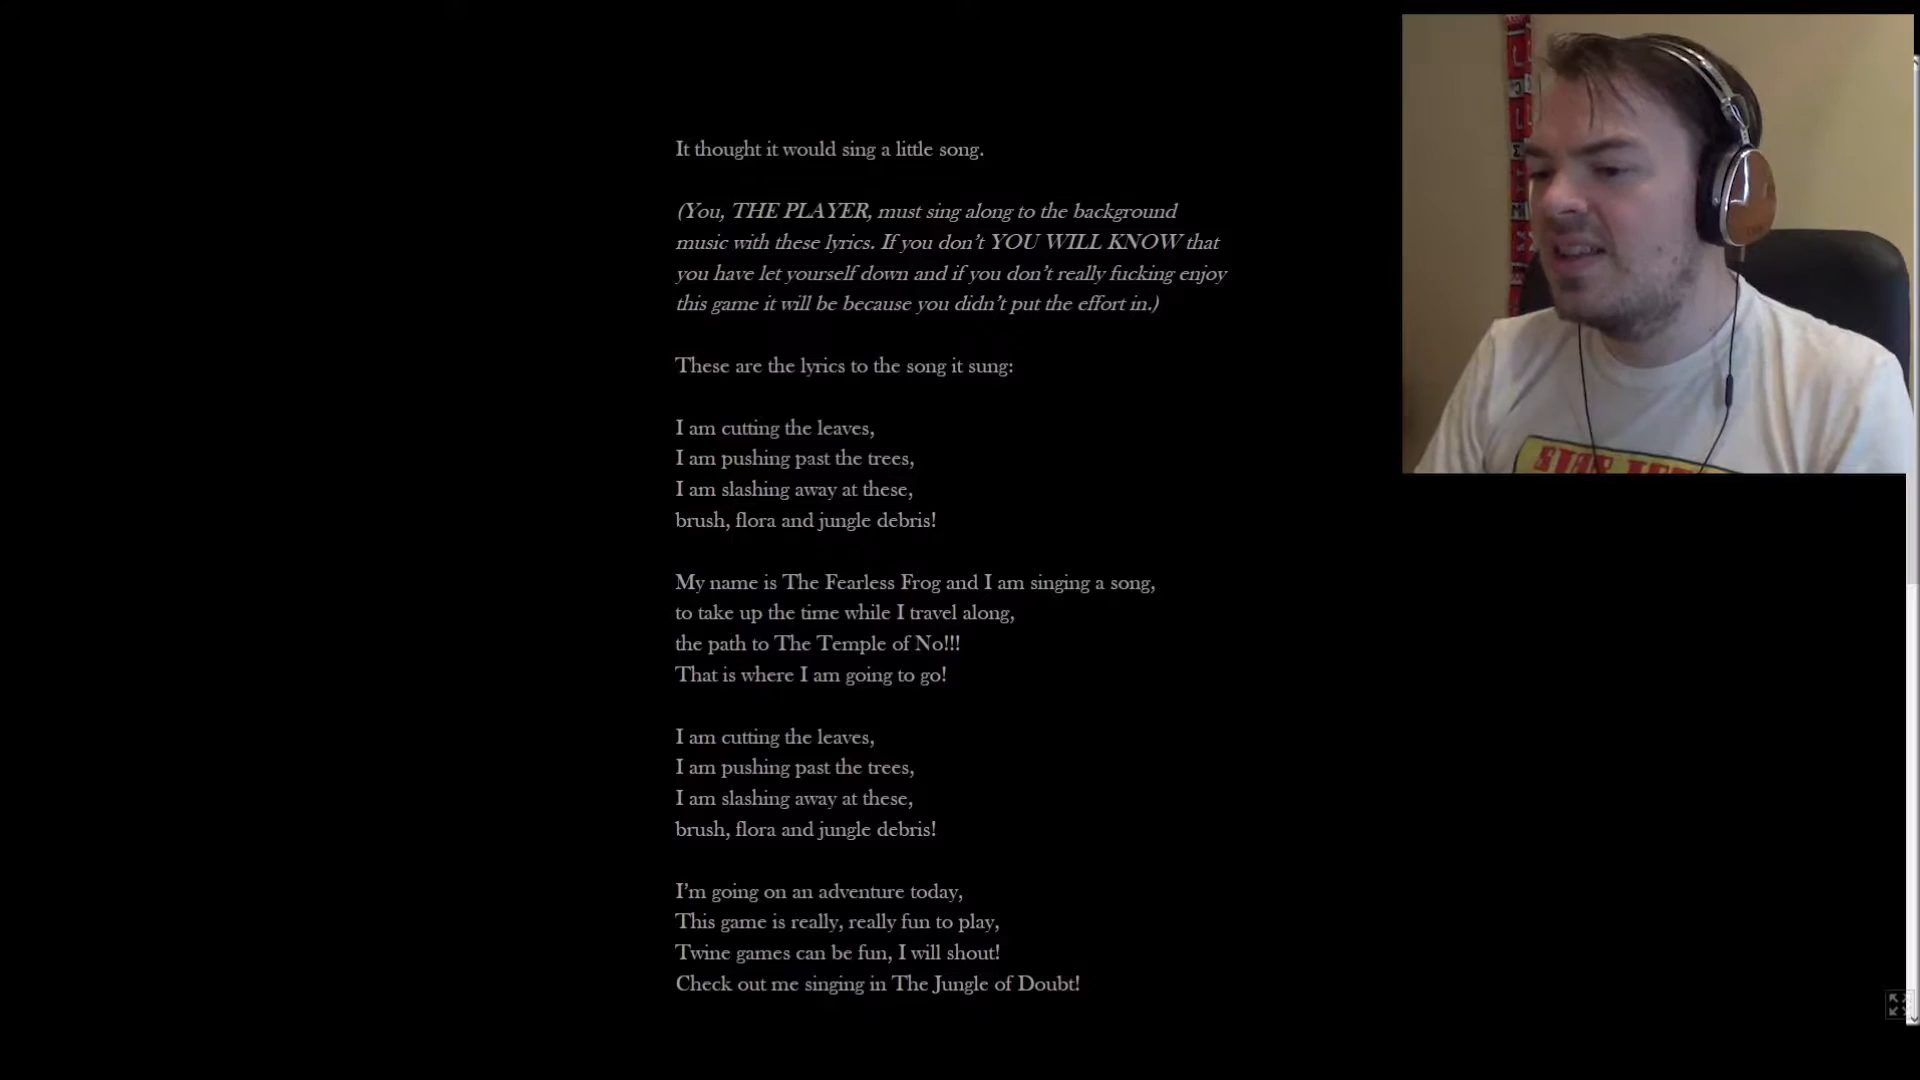 It thought it would sing a little song.
(You, THE PLAYER, must sing along to the background
music with these lyrics. If you don't YOU WILL KNOW that
you have let yourself down and if you don't really fucking enjoy
this game it will be because you didn't put the effort in.)
These are the lyrics to the song it sung:
I am cutting the leaves,
I am pushing past the trees,
I am slashing away at these,
brush, flora and jungle debris!
My name is The Fearless Frog and I am singing a song,
to take up the time while I travel along,
the path to The Temple of No!!!
That is where I am going to go!
I am cutting the leaves,
I am pushing past the trees,
I am slashing away at these,
brush, flora and jungle debris!
I'm going on an adventure today,
This game is really, really fun to play,
Twine games can be fun, I will shout!
Check out me singing in The Jungle of Doubt!